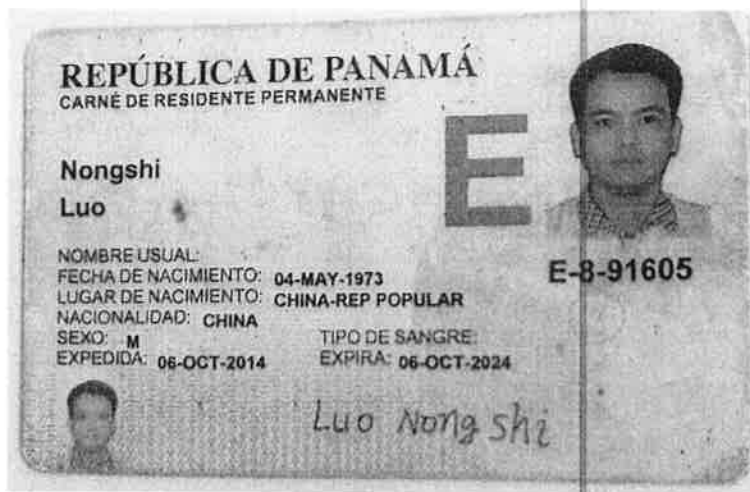 REPÚBLICA DE PANAMÁ
CARNÉ DE RESIDENTE PERMANENTE
E
Nongshi
Luo
NOMBRE USUAL:
FECHA DE NACIMIENTO: 04-MAY-1973
LUGAR DE NACIMIENTO: CHINA-REP POPULAR
NACIONALIDAD: CHINA
SEXO: M TIPO DE SANGRE:
EXPEDIDA: 06-OCT-2014 EXPIRA: 06-OCT-2024
E-8-91605
Luo Nong shi